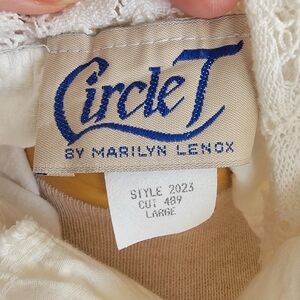 Circle T
BY MARILYN LENOX
STYLE 2023
CUT 489
LARGE